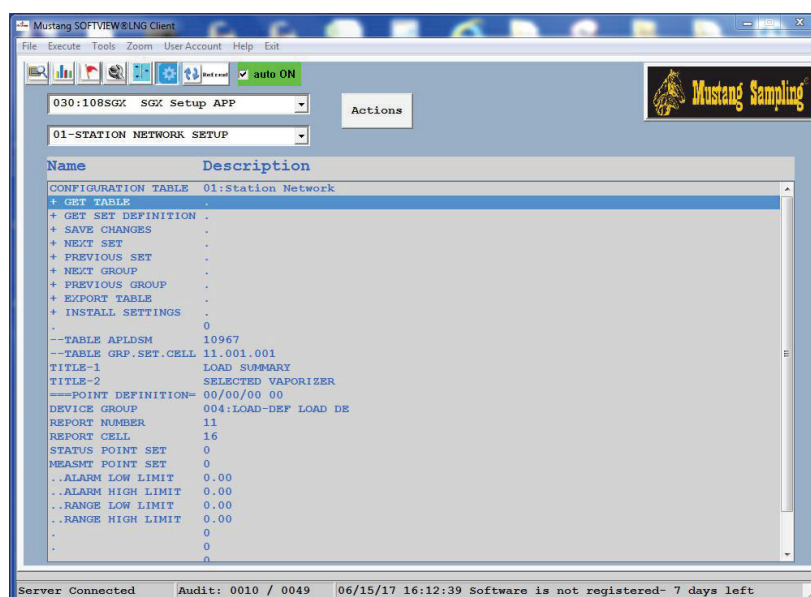 Mustang SOFTVIEW®LNG Client
File Execute Tools Zoom User Account Help Exit
auto ON
030:108SGX SGX Setup APP
Actions
Mustang Sampling
01-STATION NETWORK SETUP
Name Description
CONFIGURATION TABLE 01:Station Network
+ GET TABLE .
+ GET SET DEFINITION .
+ SAVE CHANGES .
+ NEXT SET .
+ PREVIOUS SET .
+ NEXT GROUP .
+ PREVIOUS GROUP .
+ EXPORT TABLE .
+ INSTALL SETTINGS .
. 0
--TABLE APLDSM 10967
--TABLE GRP.SET.CELL 11.001.001
TITLE-1 LOAD SUMMARY
TITLE-2 SELECTED VAPORIZER
===POINT DEFINITION= 00/00/00 00
DEVICE GROUP 004:LOAD-DEF LOAD DE
REPORT NUMBER 11
REPORT CELL 16
STATUS POINT SET 0
MEASMT POINT SET 0
..ALARM LOW LIMIT 0.00
..ALARM HIGH LIMIT 0.00
..RANGE LOW LIMIT 0.00
..RANGE HIGH LIMIT 0.00
. 0
. 0
0
Server Connected Audit: 0010 / 0049 06/15/17 16:12:39 Software is not registered- 7 days left